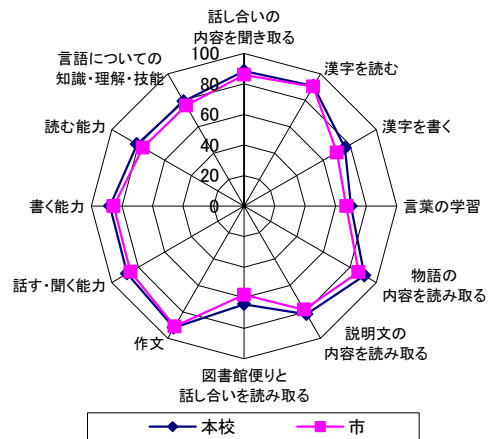 話し合いの
内容を聞き取る
漢字を読む
漢字を書く
言葉の学習
物語の
内容を読み取る
説明文の
内容を読み取る
図書館便りと
話し合いを読み取る
作文
話す・聞く能力
書く能力
読む能力
言語についての
知識・理解・技能
100
80
60
40
20
0
本校
市